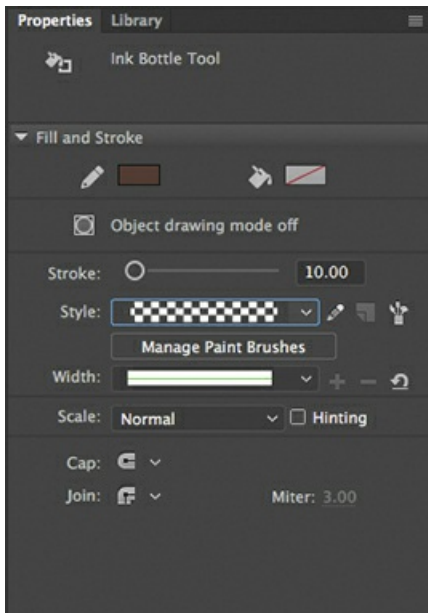 Properties Library
Ink Bottle Tool
Fill and Stroke
Object drawing mode off
Stroke: 10.00
Style:
Manage Paint Brushes
Width:
Scale: Normal Hinting
Cap:
Join: Miter: 3.00